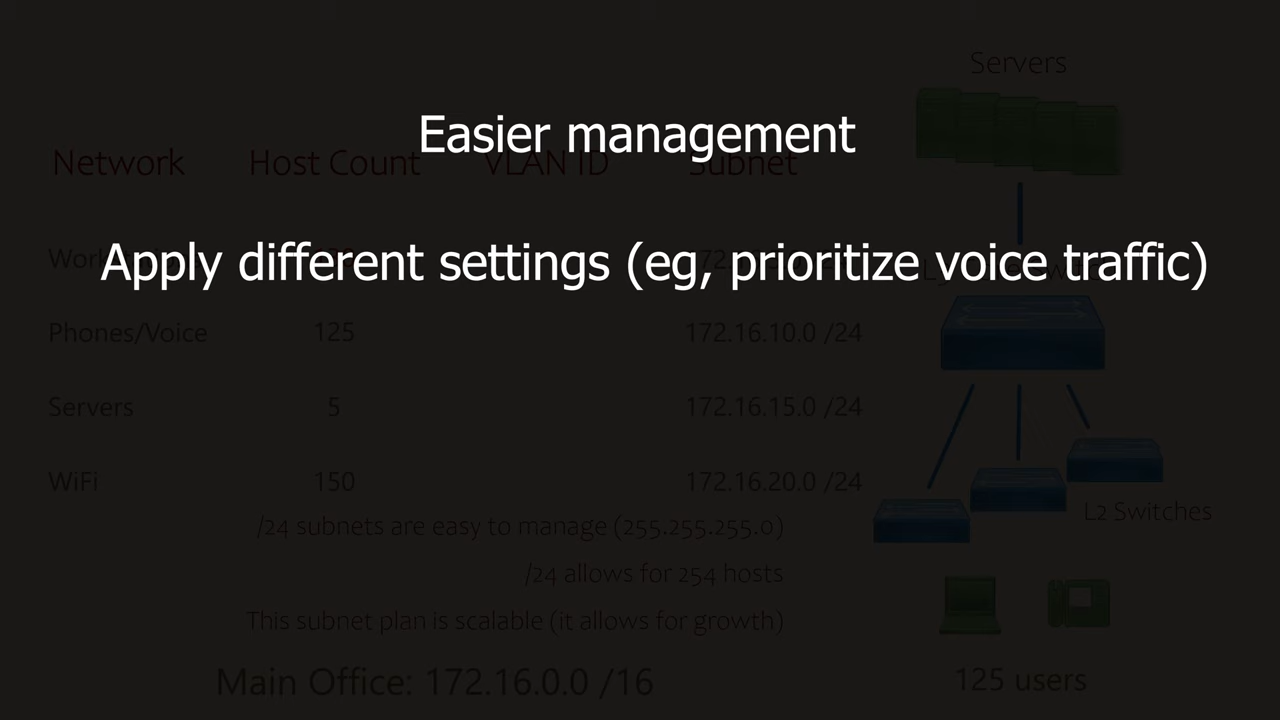 Servers
Easier management
Network Host Count VLAN ID Subnet
Apply different settings (eg, prioritize voice traffic)
Phones/Voice 125 172.16.10.0 /24
Servers 5 172.16.15.0 /24
WiFi 150 172.16.20.0 /24
L2 Switches
/24 subnets are easy to manage (255.255.255.0)
/24 allows for 254 hosts
This subnet plan is scalable (it allows for growth)
Main Office: 172.16.0.0 /16
125 users